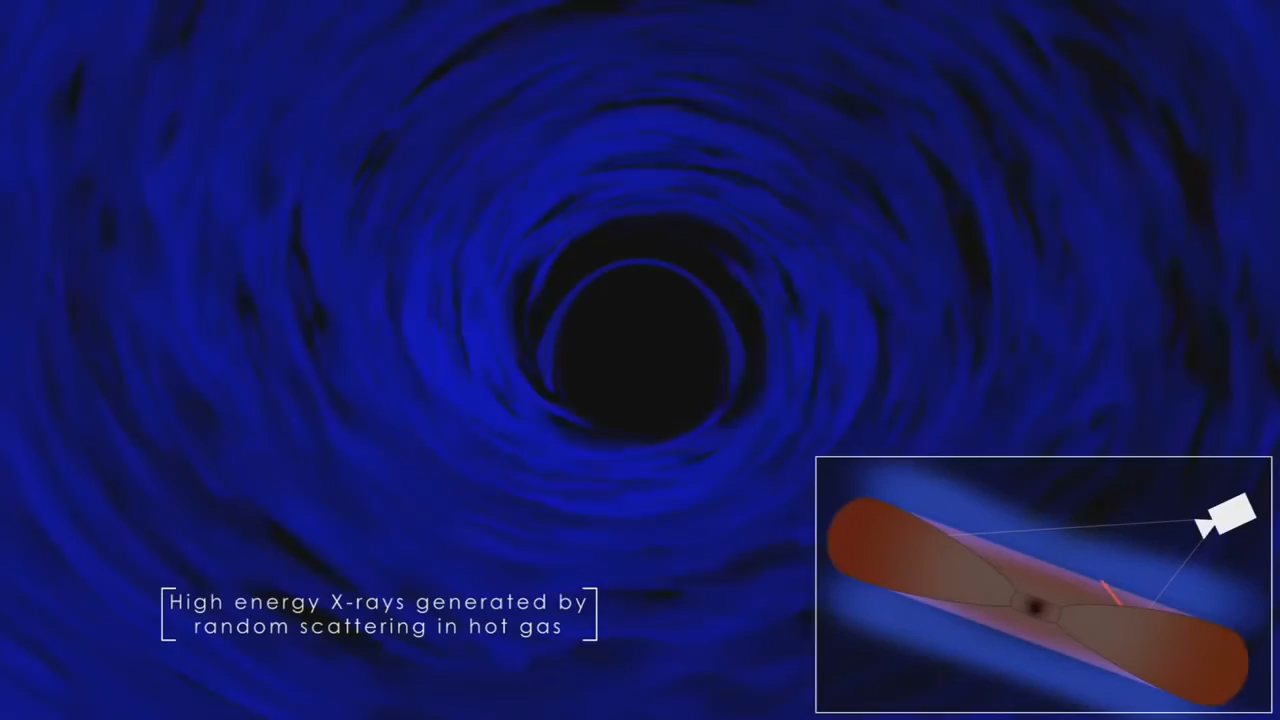 High energy X-rays generated by
random scattering in hot gas